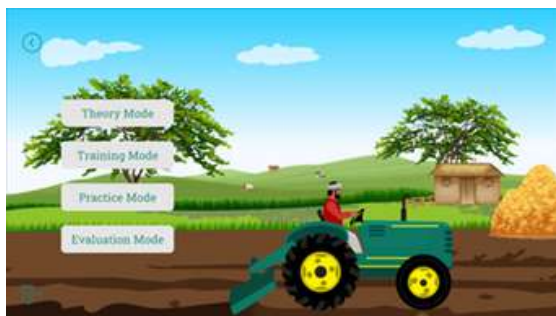 Theory Mode
Training Mode
Practice Mode
Evaluation Mode